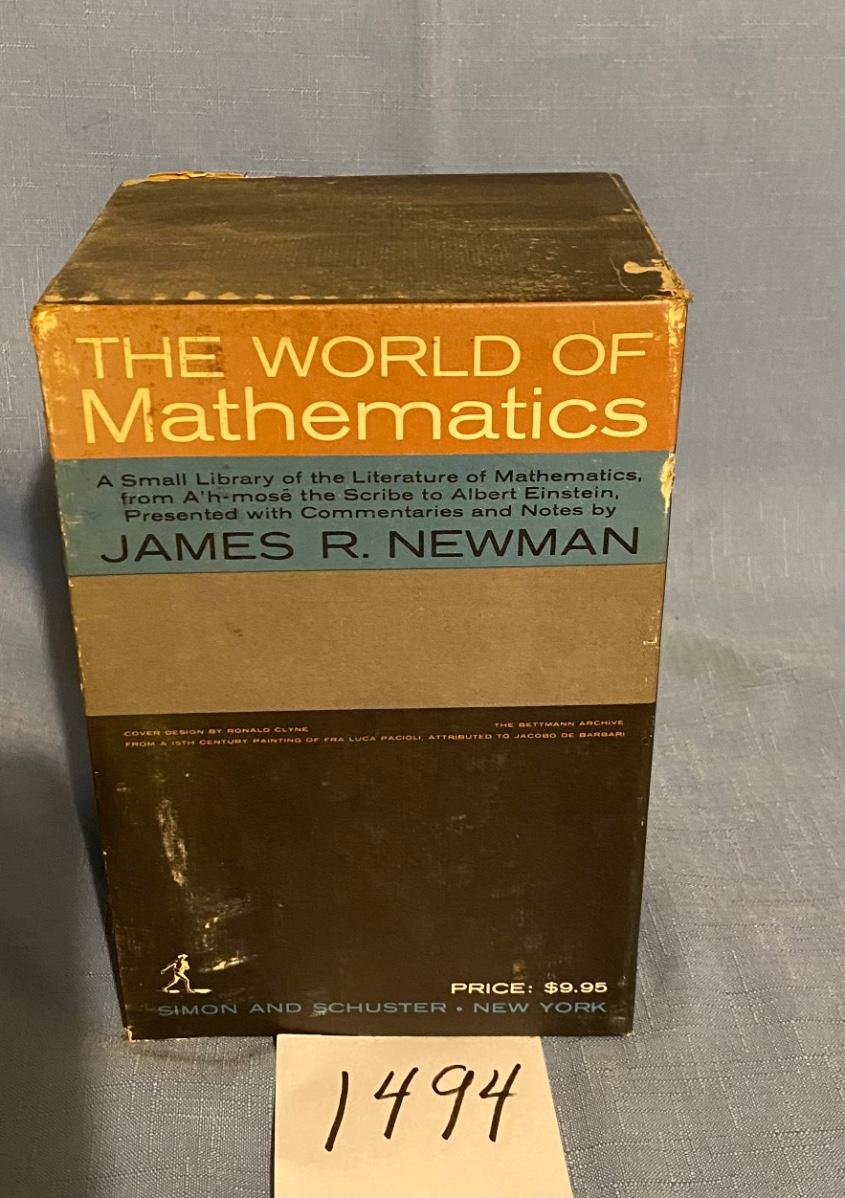 THE WORLD OF
Mathematics
A Small Library of the Literature of Mathematics,
from A'h-mosé the Scribe to Albert Einstein,
Presented with Commentaries and Notes by
JAMES R. NEWMAN
COVER DESIGN BY RONALD CLYNE THE BETTMANN ARCHIVE
FROM A 15TH CENTURY PAINTING OF FRA LUCA PACIOLI, ATTRIBUTED TO JACOBO DE BARBARI
PRICE: $9.95
SIMON AND SCHUSTER • NEW YORK
1494